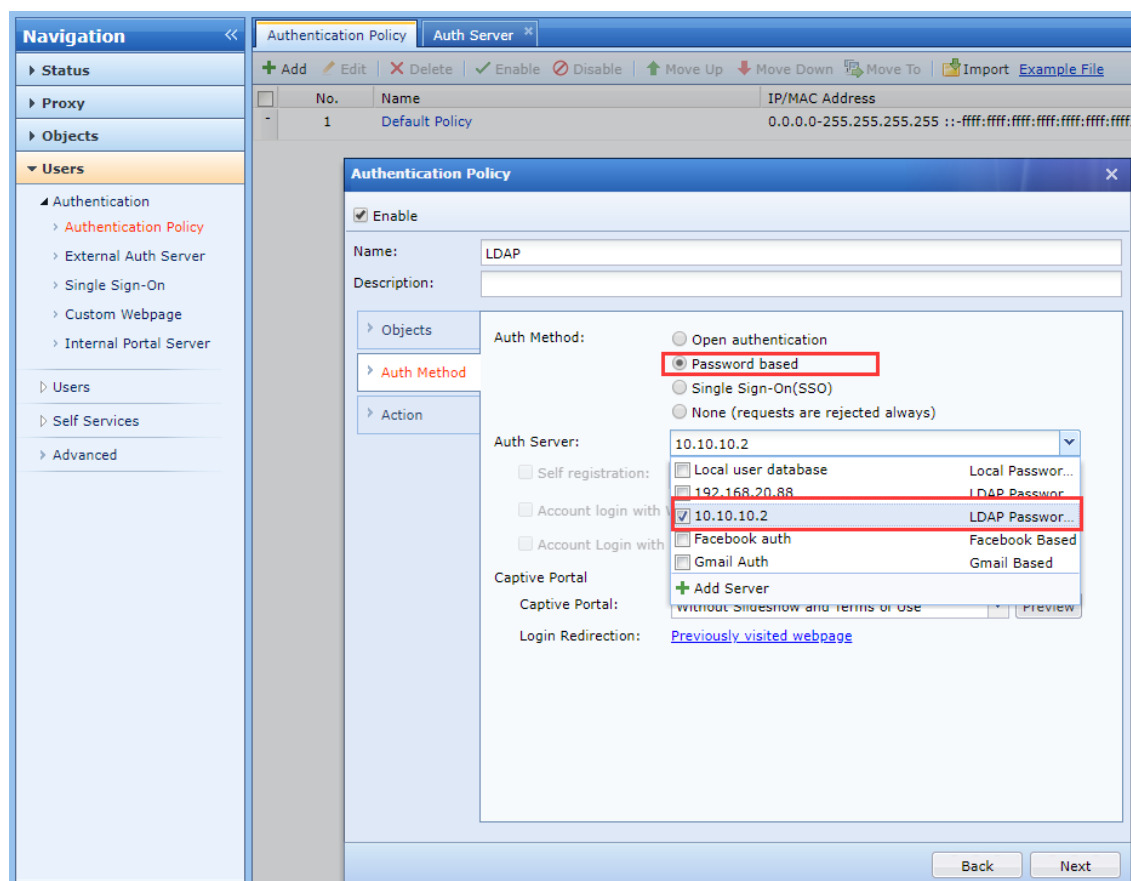 Navigation
Status
Proxy
Objects
Users
Authentication
Authentication Policy
External Auth Server
Single Sign-On
Custom Webpage
Internal Portal Server
Users
Self Services
Advanced
Authentication Policy Auth Server
Add Edit Delete Enable Disable Move Up Move Down Move To Import Example File
No. Name IP/MAC Address
1 Default Policy 0.0.0.0-255.255.255.255 ::-ffff:ffff:ffff:ffff:ffff:ffff:ffff
Authentication Policy
Enable
Name: LDAP
Description:
Objects
Auth Method
Action
Auth Method: Open authentication
Password based
Single Sign-On(SSO)
None (requests are rejected always)
Auth Server: 10.10.10.2
Local user database Local Passwor...
192.168.20.88 LDAP Passwor...
10.10.10.2 LDAP Passwor...
Facebook auth Facebook Based
Gmail Auth Gmail Based
Add Server
Self registration:
Account login with
Account Login with
Captive Portal
Captive Portal: Without Slideshow and Terms of Use Preview
Login Redirection: Previously visited webpage
Back Next